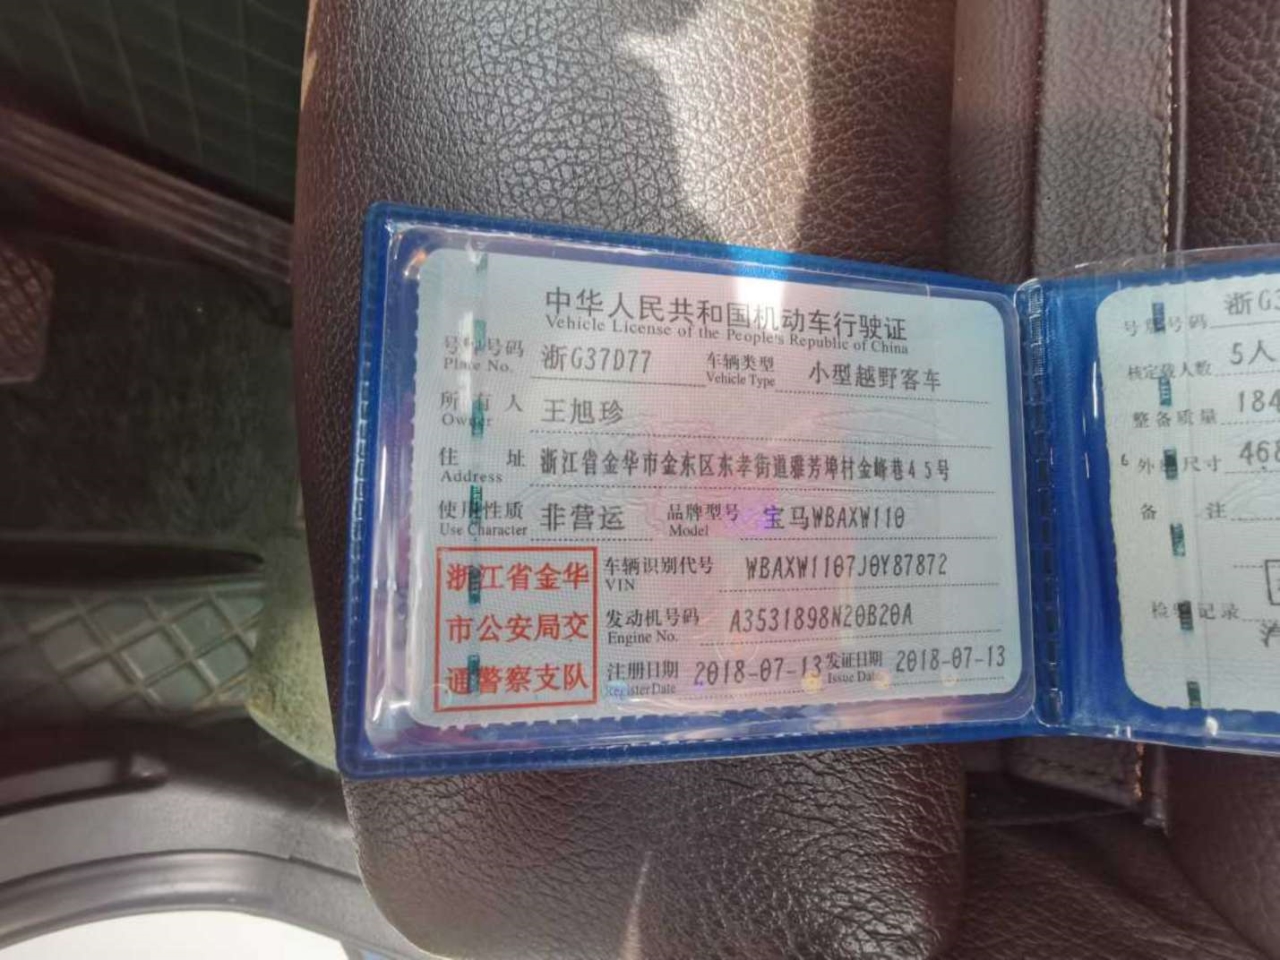 中华人民共和国机动车行驶证
Vehicle License of the People's Republic of China
号牌号码 浙G37D77 车辆类型 小型越野客车
Plate No. Vehicle Type
所有人 王旭珍
Owner
住址 浙江省金华市金东区东孝街道雅芳埠村金峰巷45号
Address
使用性质 非营运 品牌型号 宝马WBAXW110
Use Character Model
浙江省金华
市公安局交
通警察支队
车辆识别代号 WBAXW1107J0Y87872
VIN
发动机号码 A3531898N20B20A
Engine No.
注册日期 2018-07-13 发证日期 2018-07-13
Register Date Issue Date
号牌号码 浙G
核定载人数 5人
整备质量 184
外廓尺寸 468
备注
检验记录